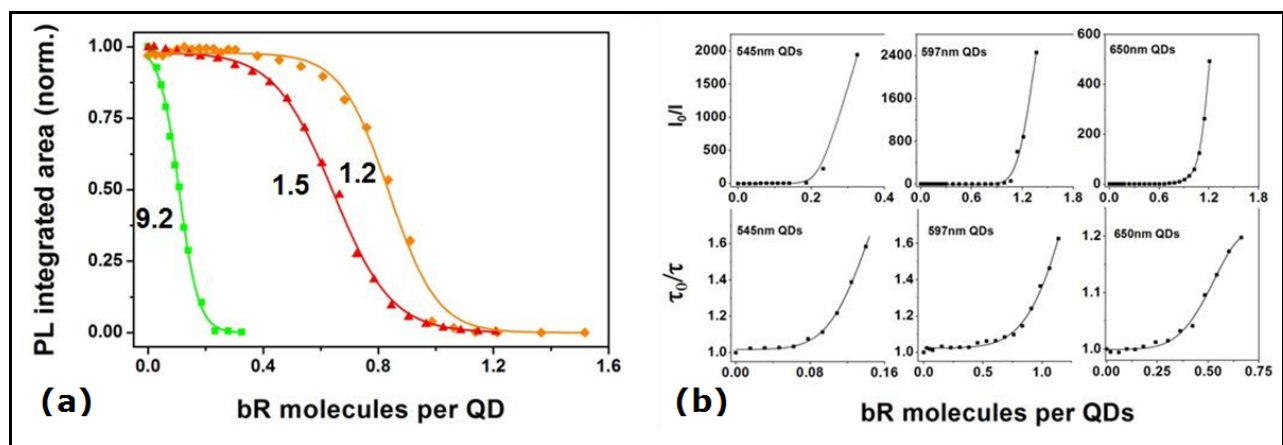 PL integrated area (norm.)
1.00
0.75
0.50
0.25
0.00
9.2
1.5
1.2
0.0 0.4 0.8 1.2 1.6
(a)
bR molecules per QD
I₀/I
2000
1500
1000
500
0
545nm QDs
0.0 0.2 0.4
2400
1600
800
0
597nm QDs
0.0 0.6 1.2 1.8
600
400
200
0
650nm QDs
0.0 0.6 1.2 1.8
τ₀/τ
1.6
1.4
1.2
1.0
545nm QDs
0.00 0.08 0.16
1.6
1.4
1.2
1.0
597nm QDs
0.0 0.5 1.0
1.2
1.1
1.0
650nm QDs
0.00 0.25 0.50 0.75
(b)
bR molecules per QDs